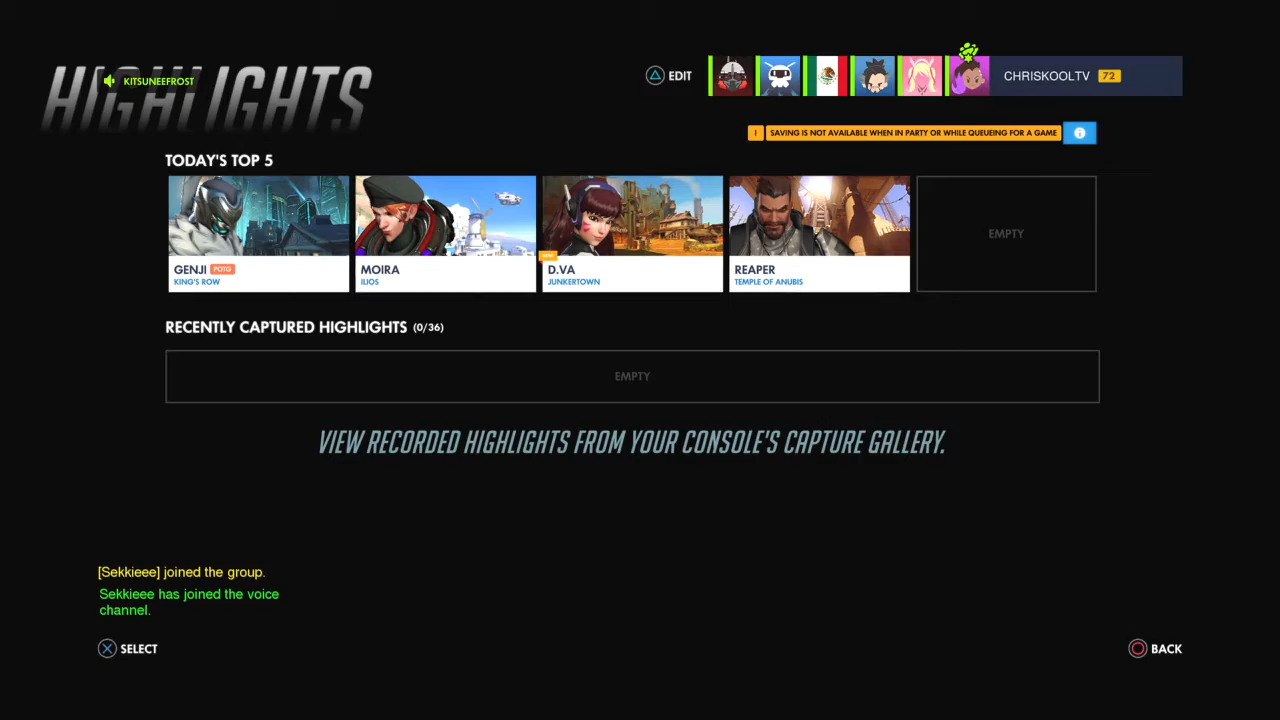 HIGHLIGHTS
KITSUNEEFROST
EDIT
CHRISKOOLTV 72
! SAVING IS NOT AVAILABLE WHEN IN PARTY OR WHILE QUEUEING FOR A GAME
TODAY'S TOP 5
GENJI POTG
KING'S ROW
MOIRA
ILIOS
D.VA
JUNKERTOWN
REAPER
TEMPLE OF ANUBIS
EMPTY
RECENTLY CAPTURED HIGHLIGHTS (0/36)
EMPTY
VIEW RECORDED HIGHLIGHTS FROM YOUR CONSOLE'S CAPTURE GALLERY.
[Sekkieee] joined the group.
Sekkieee has joined the voice
channel.
SELECT
BACK